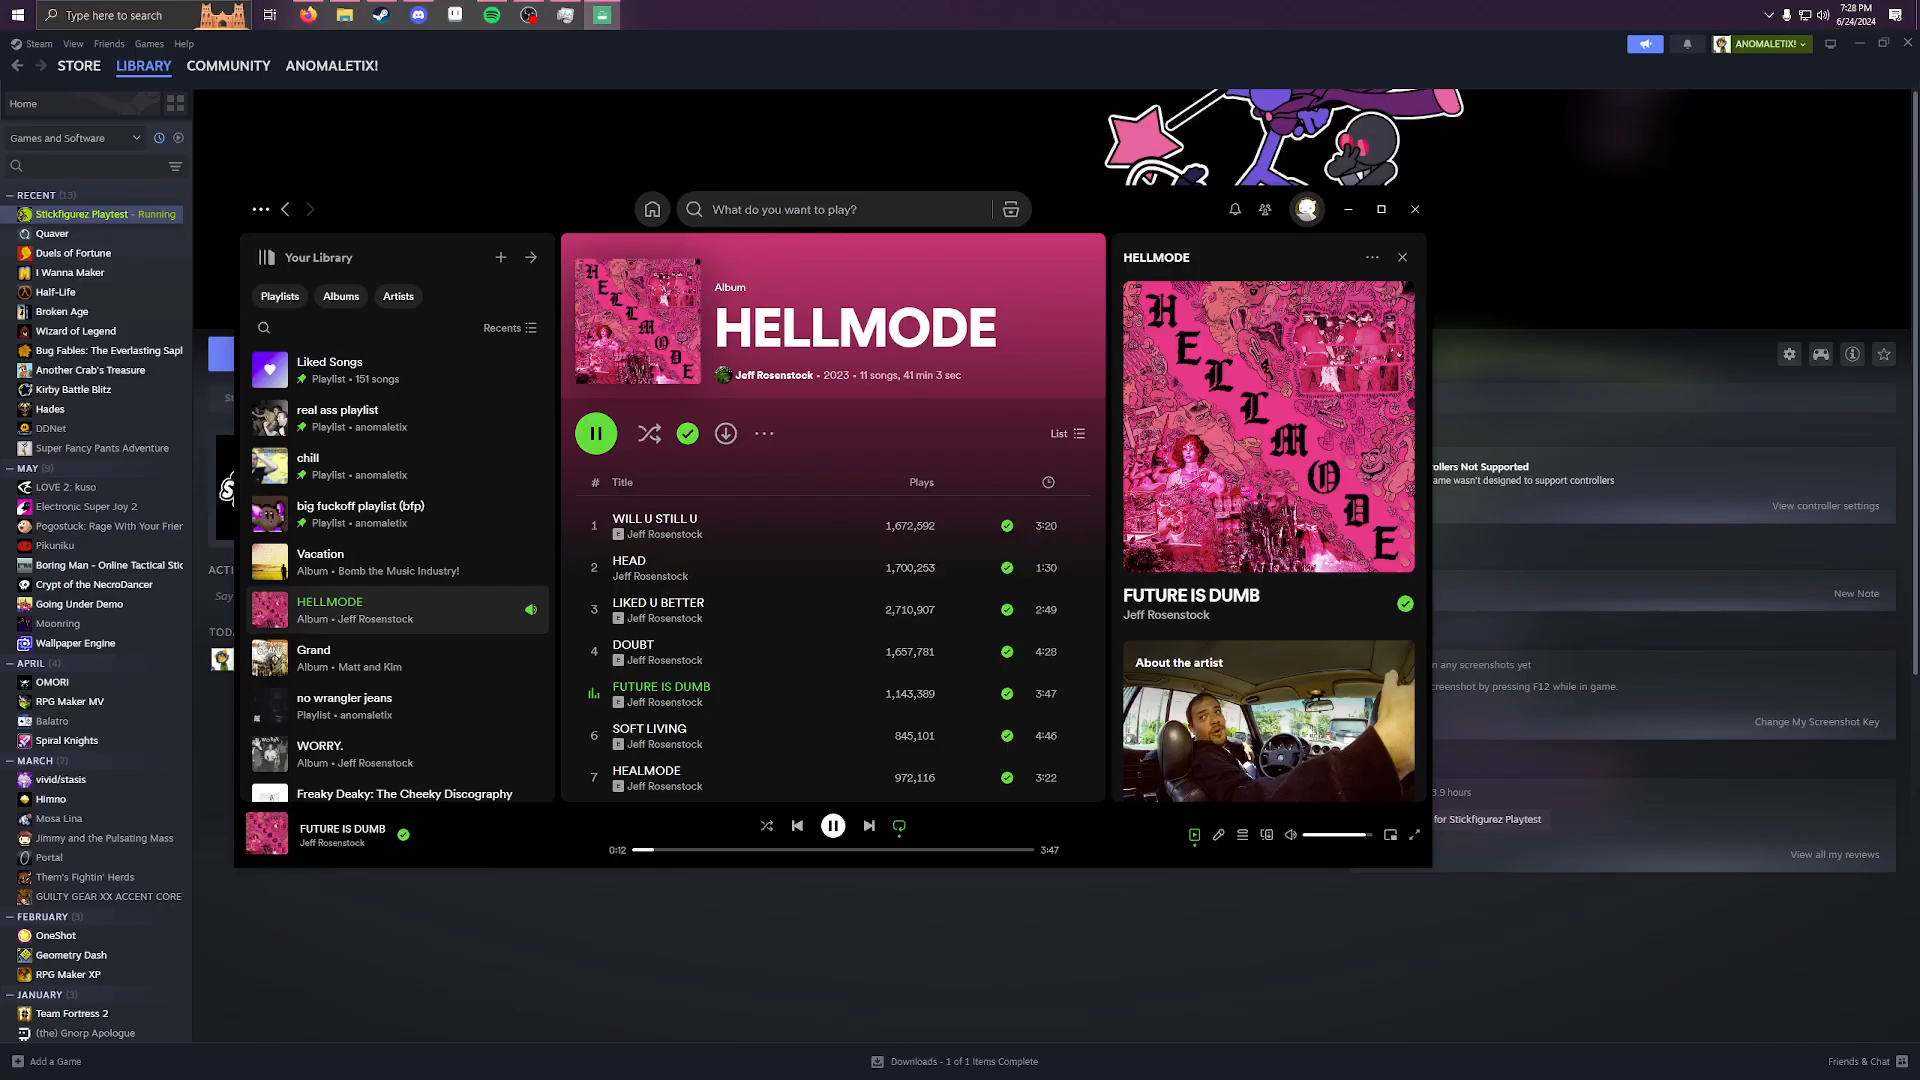 Type here to search
7:28 PM
6/24/2024
Steam View Friends Games Help
ANOMALETIX!
STORE LIBRARY COMMUNITY ANOMALETIX!
Home
Games and Software
RECENT (13)
Stickfigurez Playtest - Running
Quaver
Duels of Fortune
I Wanna Maker
Half-Life
Broken Age
Wizard of Legend
Bug Fables: The Everlasting Sapl
Another Crab's Treasure
Kirby Battle Blitz
Hades
DDNet
Super Fancy Pants Adventure
MAY (9)
LOVE 2: kuso
Electronic Super Joy 2
Pogostuck: Rage With Your Frier
Pikuniku
Boring Man - Online Tactical Stic
Crypt of the NecroDancer
Going Under Demo
Moonring
Wallpaper Engine
APRIL (4)
OMORI
RPG Maker MV
Balatro
Spiral Knights
MARCH (7)
vivid/stasis
Himno
Mosa Lina
Jimmy and the Pulsating Mass
Portal
Them's Fightin' Herds
GUILTY GEAR XX ACCENT CORE
FEBRUARY (3)
OneShot
Geometry Dash
RPG Maker XP
JANUARY (3)
Team Fortress 2
(the) Gnorp Apologue
Add a Game
What do you want to play?
Your Library
Playlists Albums Artists
Recents
Liked Songs
Playlist • 151 songs
real ass playlist
Playlist • anomaletix
chill
Playlist • anomaletix
big fuckoff playlist (bfp)
Playlist • anomaletix
Vacation
Album • Bomb the Music Industry!
HELLMODE
Album • Jeff Rosenstock
Grand
Album • Matt and Kim
no wrangler jeans
Playlist • anomaletix
WORRY.
Album • Jeff Rosenstock
Freaky Deaky: The Cheeky Discography
HELLMODE
Album
HELLMODE
Jeff Rosenstock • 2023 • 11 songs, 41 min 3 sec
List
# Title Plays
1 WILL U STILL U 1,672,592 3:20
E Jeff Rosenstock
2 HEAD 1,700,253 1:30
Jeff Rosenstock
3 LIKED U BETTER 2,710,907 2:49
E Jeff Rosenstock
4 DOUBT 1,657,781 4:28
E Jeff Rosenstock
FUTURE IS DUMB 1,143,389 3:47
E Jeff Rosenstock
6 SOFT LIVING 845,101 4:46
E Jeff Rosenstock
7 HEALMODE 972,116 3:22
E Jeff Rosenstock
HELLMODE
HELLMODE
FUTURE IS DUMB
Jeff Rosenstock
About the artist
FUTURE IS DUMB
Jeff Rosenstock
0:12 3:47
St
ACTI
Say
TODA
rollers Not Supported
ame wasn't designed to support controllers
View controller settings
New Note
n any screenshots yet
creenshot by pressing F12 while in game.
Change My Screenshot Key
3.9 hours
for Stickfigurez Playtest
View all my reviews
Downloads - 1 of 1 Items Complete
Friends & Chat